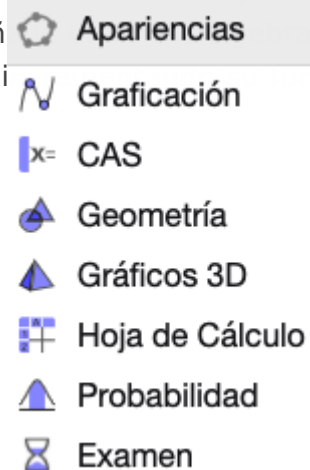 Apariencias
Graficación
x= CAS
Geometría
Gráficos 3D
Hoja de Cálculo
Probabilidad
Examen